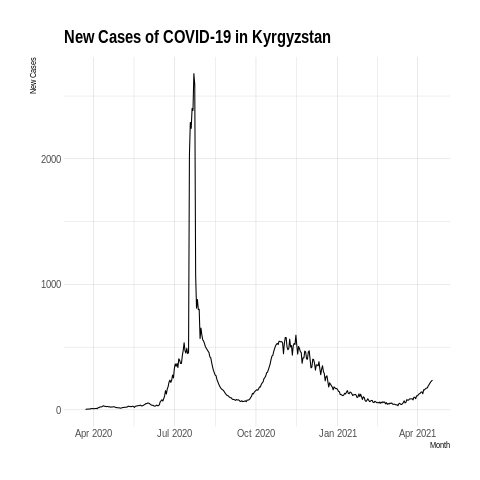 New Cases of COVID-19 in Kyrgyzstan
New Cases
2000
1000
0
Apr 2020 Jul 2020 Oct 2020 Jan 2021 Apr 2021
Month